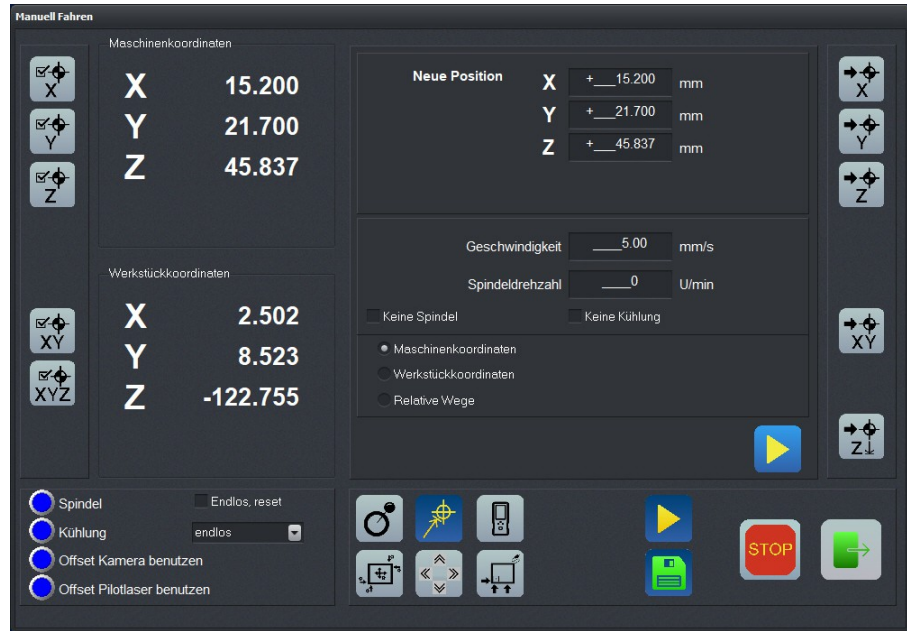 Manuell Fahren
Maschinenkoordinaten
X 15.200
Y 21.700
Z 45.837
Werkstückkoordinaten
X 2.502
Y 8.523
Z -122.755
X
Y
Z
XY
XYZ
Neue Position X +___15.200 mm
Y +___21.700 mm
Z +___45.837 mm
Geschwindigkeit ____5.00 mm/s
Spindeldrehzahl ____0 U/min
Keine Spindel Keine Kühlung
Maschinenkoordinaten
Werkstückkoordinaten
Relative Wege
X
Y
Z
XY
Z
Spindel Endlos, reset
Kühlung endlos
Offset Kamera benutzen
Offset Pilotlaser benutzen
STOP